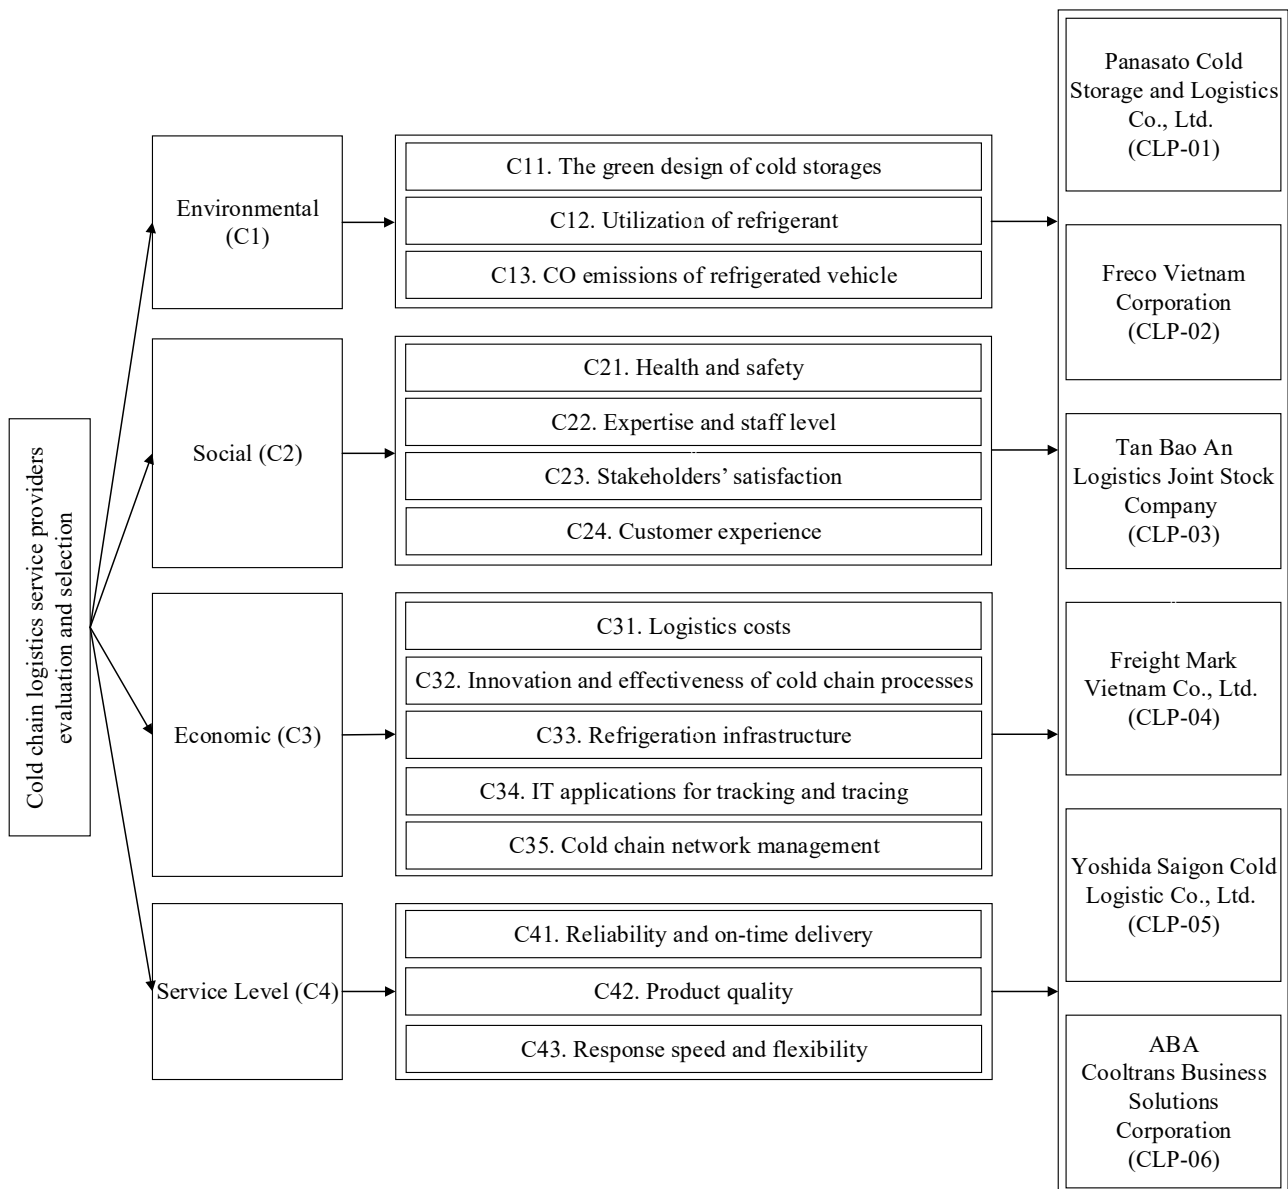 Cold chain logistics service providers
evaluation and selection
Environmental
(C1)
C11. The green design of cold storages
C12. Utilization of refrigerant
C13. CO emissions of refrigerated vehicle
Social (C2)
C21. Health and safety
C22. Expertise and staff level
C23. Stakeholders’ satisfaction
C24. Customer experience
Economic (C3)
C31. Logistics costs
C32. Innovation and effectiveness of cold chain processes
C33. Refrigeration infrastructure
C34. IT applications for tracking and tracing
C35. Cold chain network management
Service Level (C4)
C41. Reliability and on-time delivery
C42. Product quality
C43. Response speed and flexibility
Panasato Cold
Storage and Logistics
Co., Ltd.
(CLP-01)
Freco Vietnam
Corporation
(CLP-02)
Tan Bao An
Logistics Joint Stock
Company
(CLP-03)
Freight Mark
Vietnam Co., Ltd.
(CLP-04)
Yoshida Saigon Cold
Logistic Co., Ltd.
(CLP-05)
ABA
Cooltrans Business
Solutions
Corporation
(CLP-06)